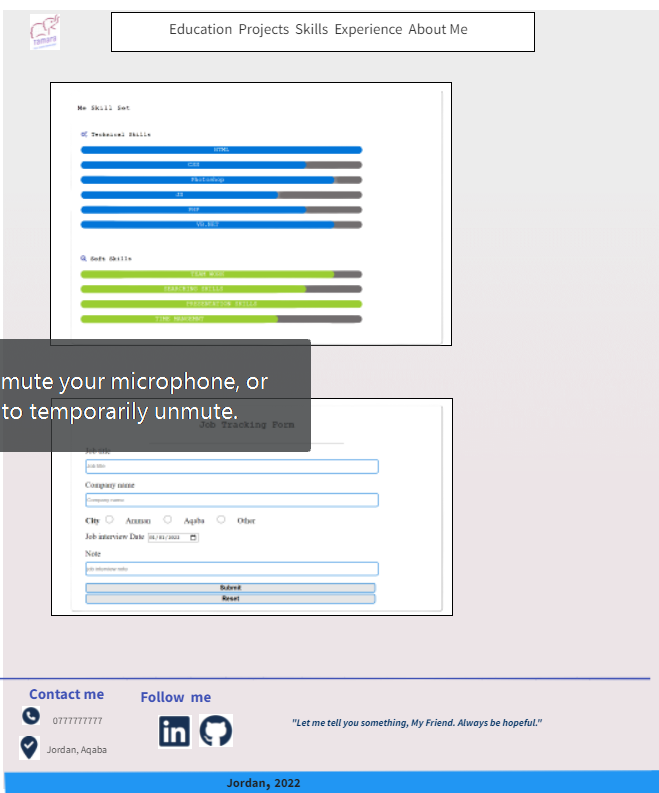 Tamara
Education Projects Skills Experience About Me
Me Skill Set
Technical Skills
HTML
CSS
Photoshop
JS
PHP
VB.NET
Soft Skills
TEAM WORK
SEARCHING SKILLS
PRESENTATION SKILLS
TIME MANAGMENT
mute your microphone, or
to temporarily unmute.
Job Tracking Form
Job title
Job title
Company name
Company name
City Amman Aqaba Other
Job interview Date 01/01/2022
Note
job interview note
Submit
Reset
Contact me
Follow me
0777777777
in
"Let me tell you something, My Friend. Always be hopeful."
Jordan, Aqaba
Jordan, 2022